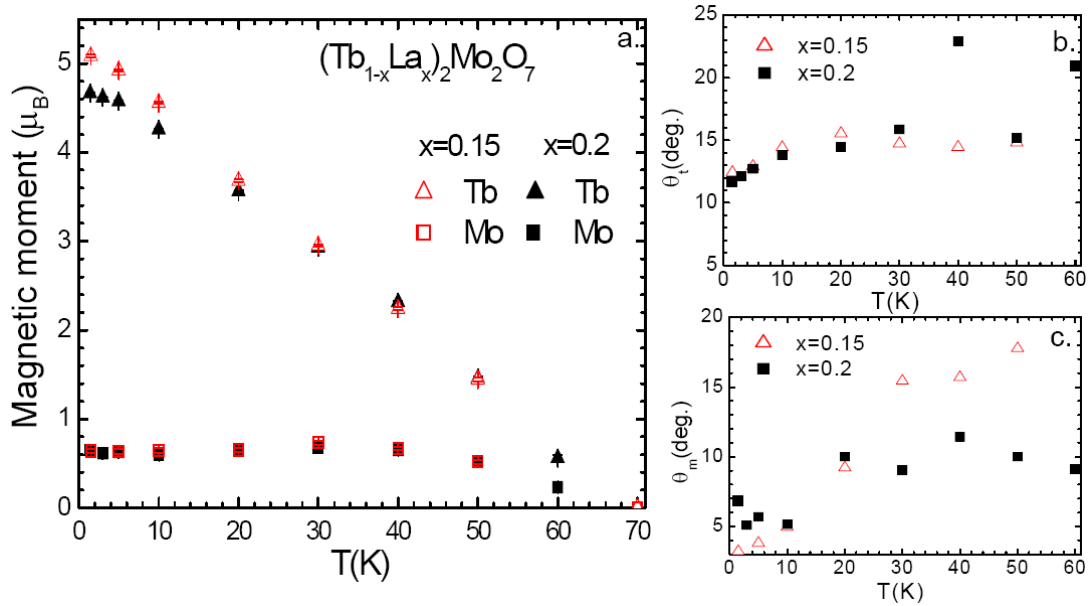 a.
(Tb1-xLax)2Mo2O7
x=0.15 x=0.2
Tb Tb
Mo Mo
Magnetic moment (μB)
5
4
3
2
1
0
0 10 20 30 40 50 60 70
T(K)
b.
x=0.15
x=0.2
θt(deg.)
25
20
15
10
5
0 10 20 30 40 50 60
T(K)
c.
x=0.15
x=0.2
θm(deg.)
20
15
10
5
0 10 20 30 40 50 60
T(K)